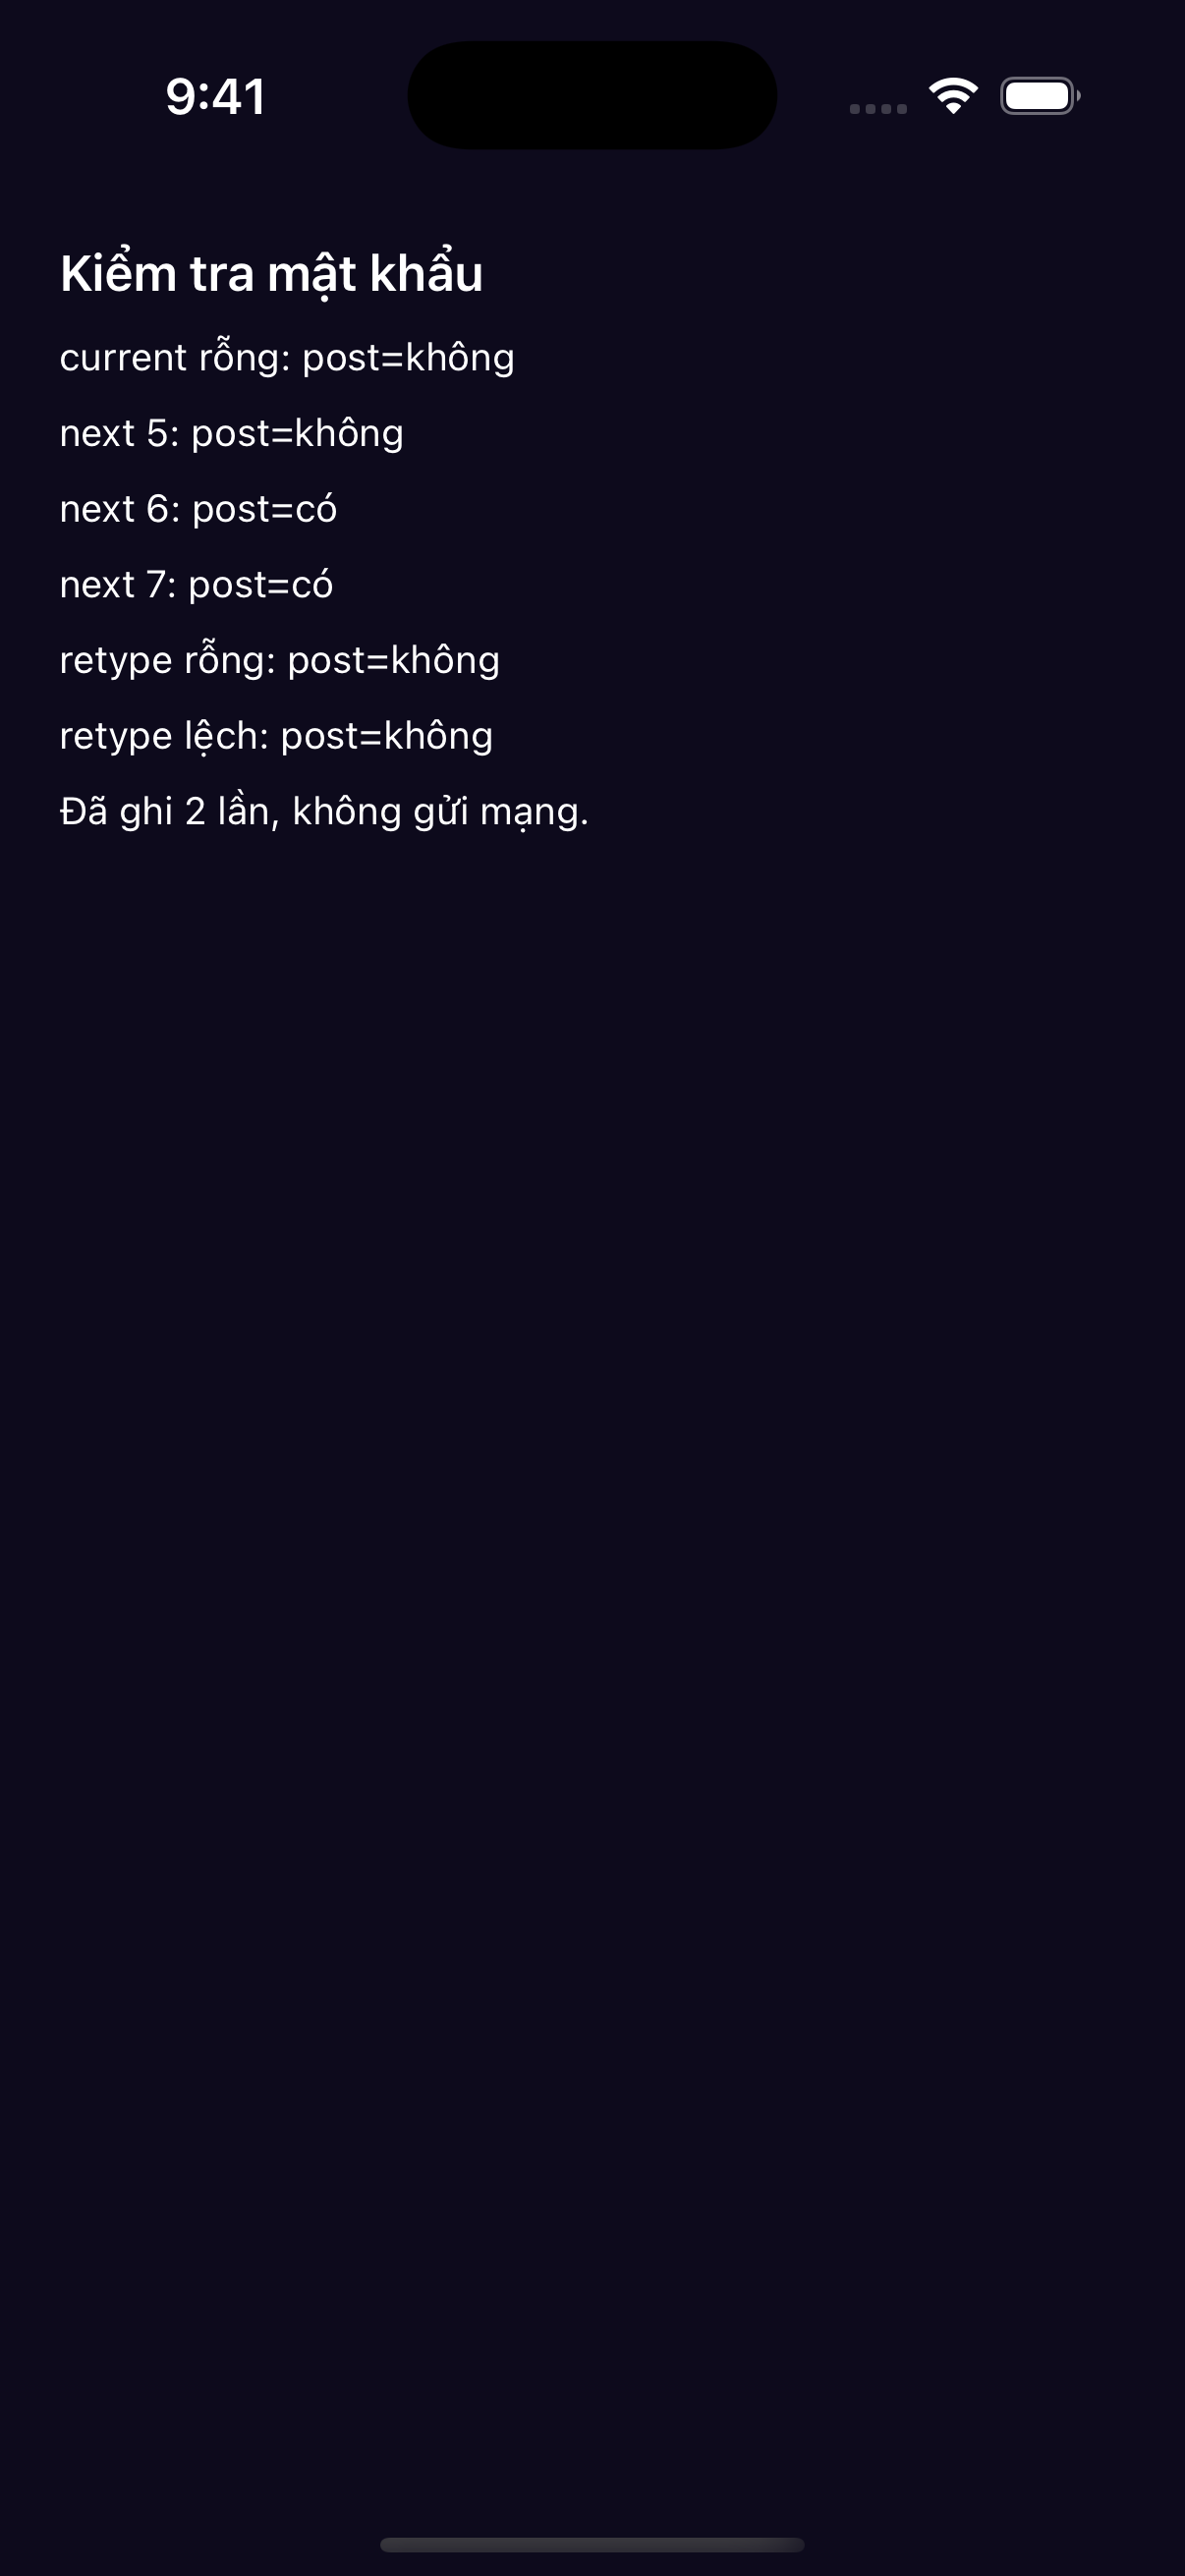 9:41
Kiểm tra mật khẩu
current rỗng: post=không
next 5: post=không
next 6: post=có
next 7: post=có
retype rỗng: post=không
retype lệch: post=không
Đã ghi 2 lần, không gửi mạng.